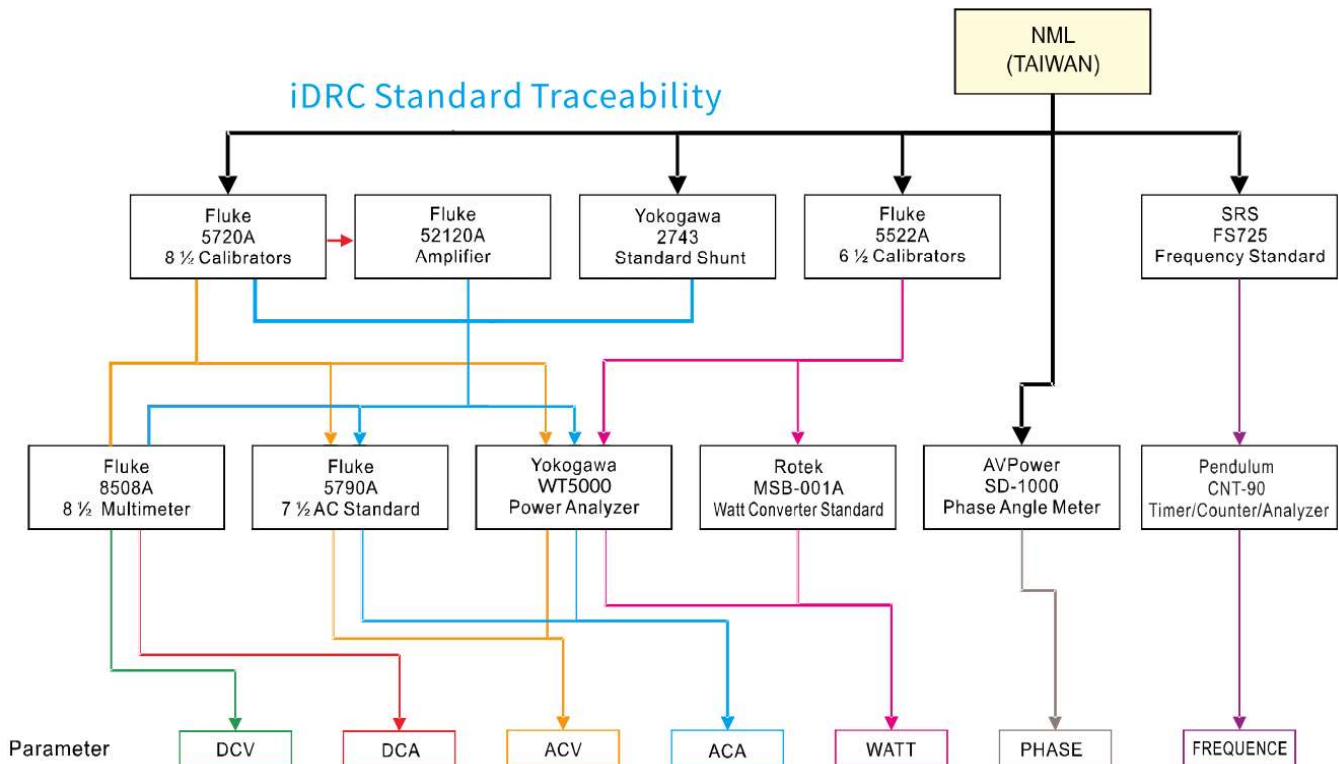 NML
(TAIWAN)
iDRC Standard Traceability
Fluke
5720A
8 ½ Calibrators
Fluke
52120A
Amplifier
Yokogawa
2743
Standard Shunt
Fluke
5522A
6 ½ Calibrators
SRS
FS725
Frequency Standard
Fluke
8508A
8 ½ Multimeter
Fluke
5790A
7 ½ AC Standard
Yokogawa
WT5000
Power Analyzer
Rotek
MSB-001A
Watt Converter Standard
AVPower
SD-1000
Phase Angle Meter
Pendulum
CNT-90
Timer/Counter/Analyzer
Parameter
DCV
DCA
ACV
ACA
WATT
PHASE
FREQUENCE